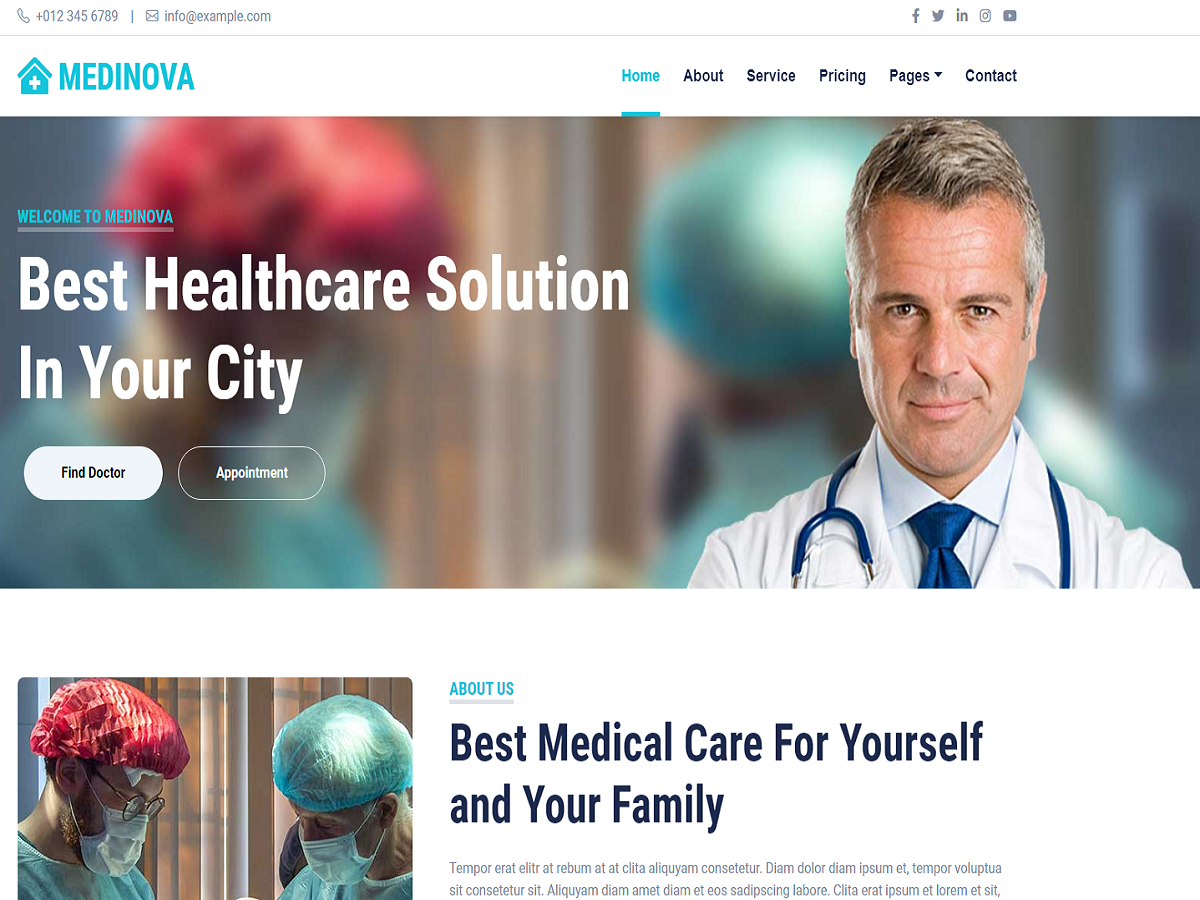 +012 345 6789 | info@example.com
MEDINOVA
Home About Service Pricing Pages Contact
WELCOME TO MEDINOVA
Best Healthcare Solution
In Your City
Find Doctor Appointment
ABOUT US
Best Medical Care For Yourself
and Your Family
Tempor erat elitr at rebum at at clita aliquyam consetetur. Diam dolor diam ipsum et, tempor voluptua
sit consetetur sit. Aliquyam diam amet diam et eos sadipscing labore. Clita erat ipsum et lorem et sit,